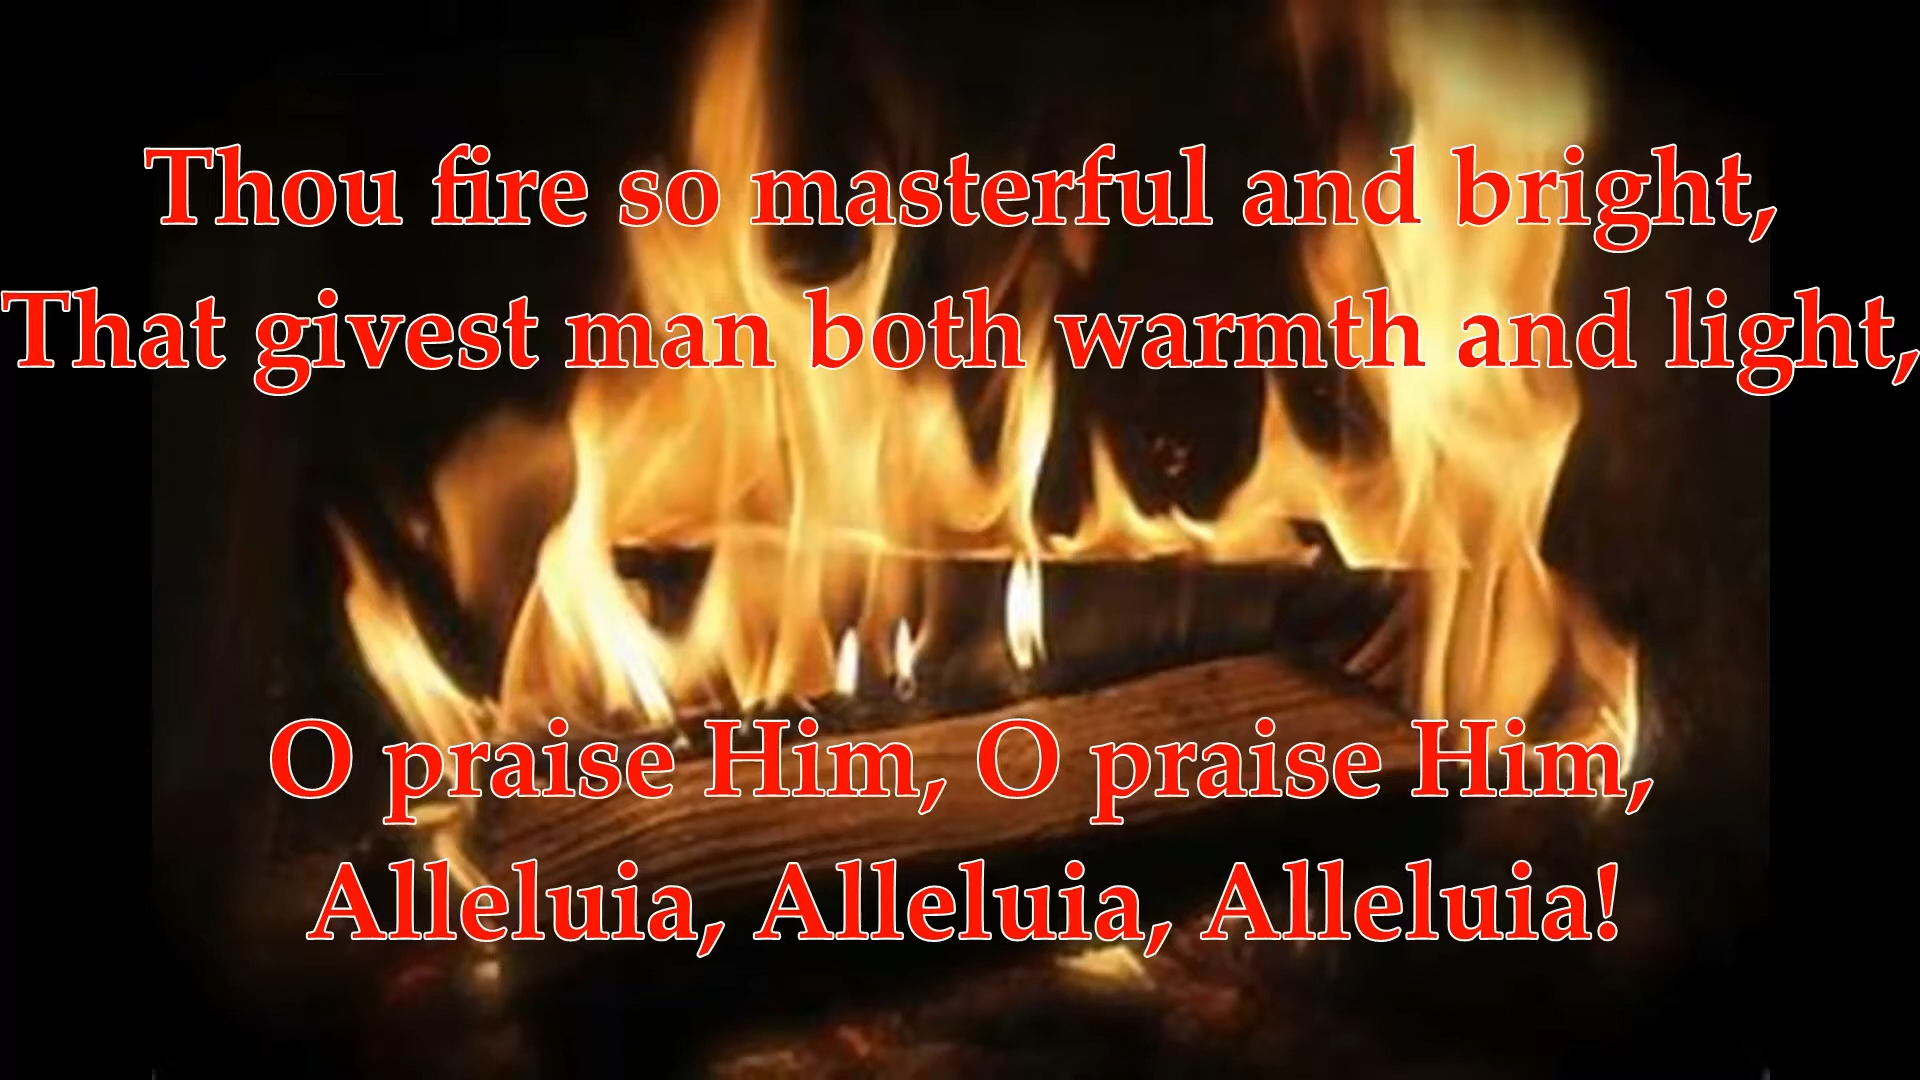 Thou fire so masterful and bright,
That givest man both warmth and light,
O praise Him, O praise Him,
Alleluia, Alleluia, Alleluia!